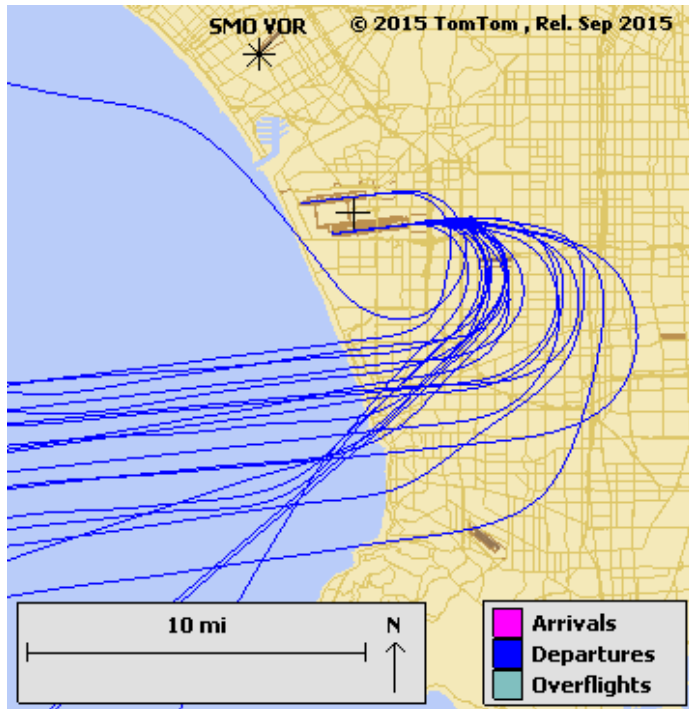 SMO VOR
© 2015 TomTom , Rel. Sep 2015
10 mi
N
Arrivals
Departures
Overflights